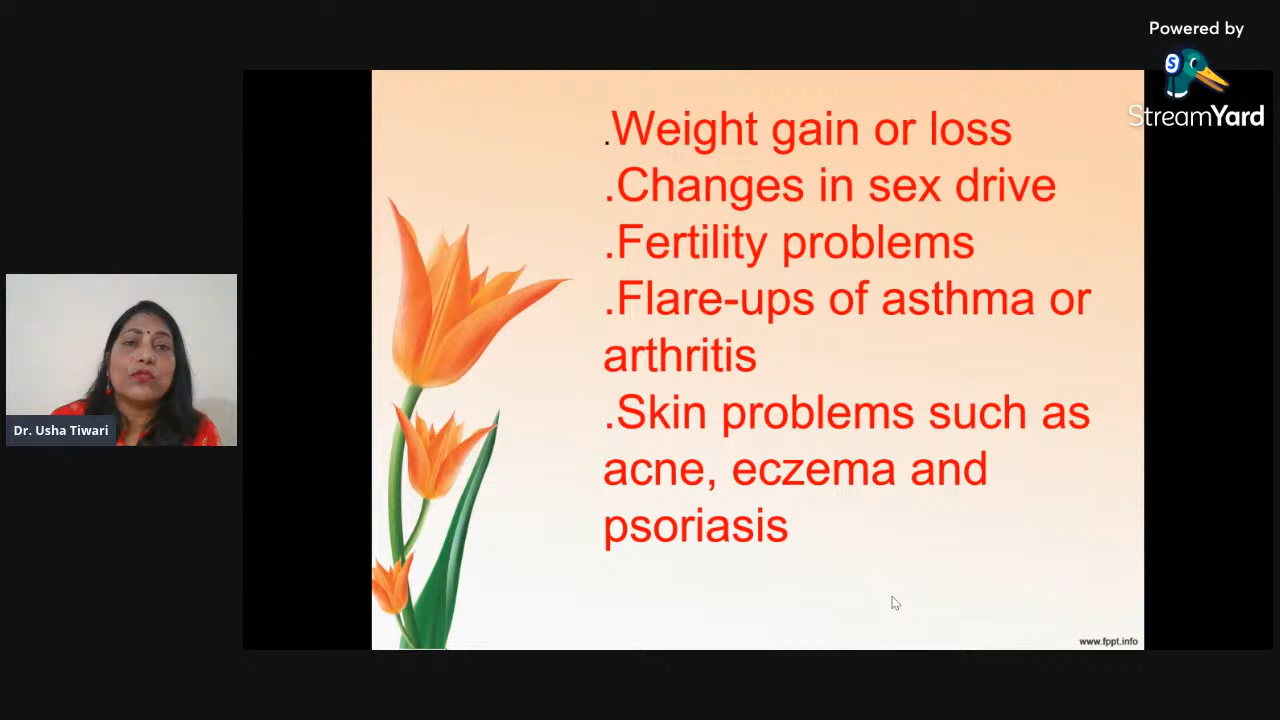 Powered by
S
StreamYard
.Weight gain or loss
.Changes in sex drive
.Fertility problems
.Flare-ups of asthma or
arthritis
.Skin problems such as
acne, eczema and
psoriasis
Dr. Usha Tiwari
www.fppt.info